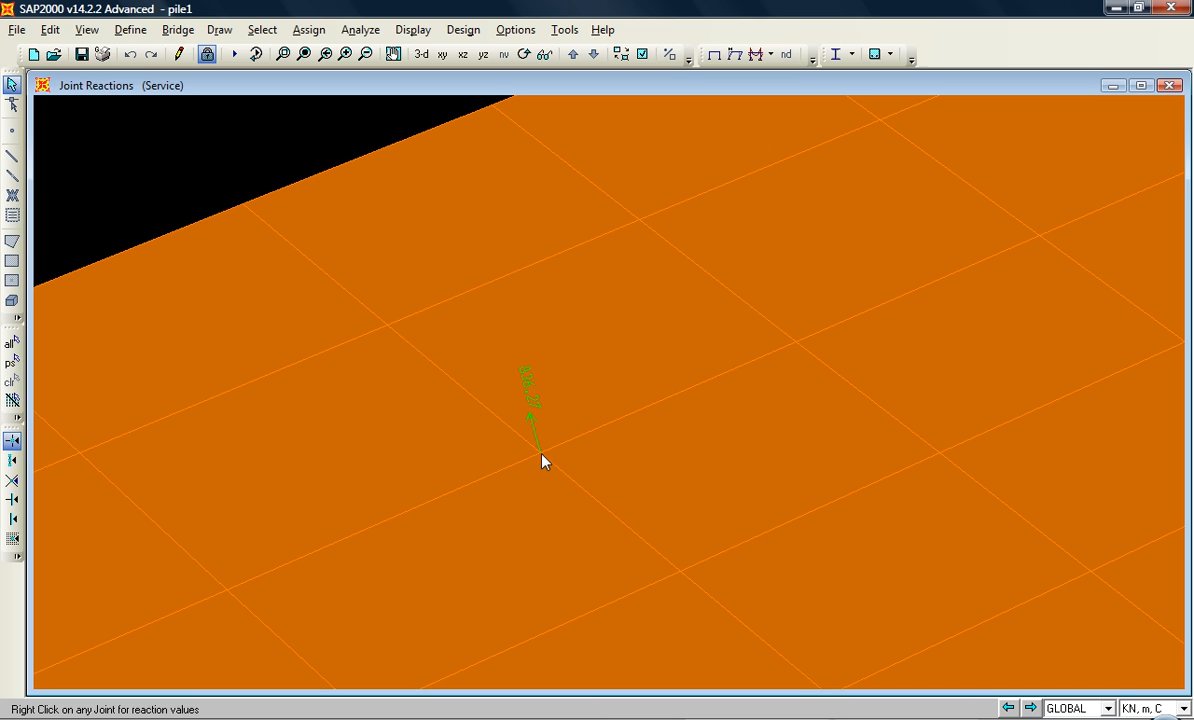 SAP2000 v14.2.2 Advanced - pile1
File Edit View Define Bridge Draw Select Assign Analyze Display Design Options Tools Help
3-d xy xz yz nv nd
Joint Reactions (Service)
all
ps
clr
Right Click on any Joint for reaction values
GLOBAL
KN, m, C